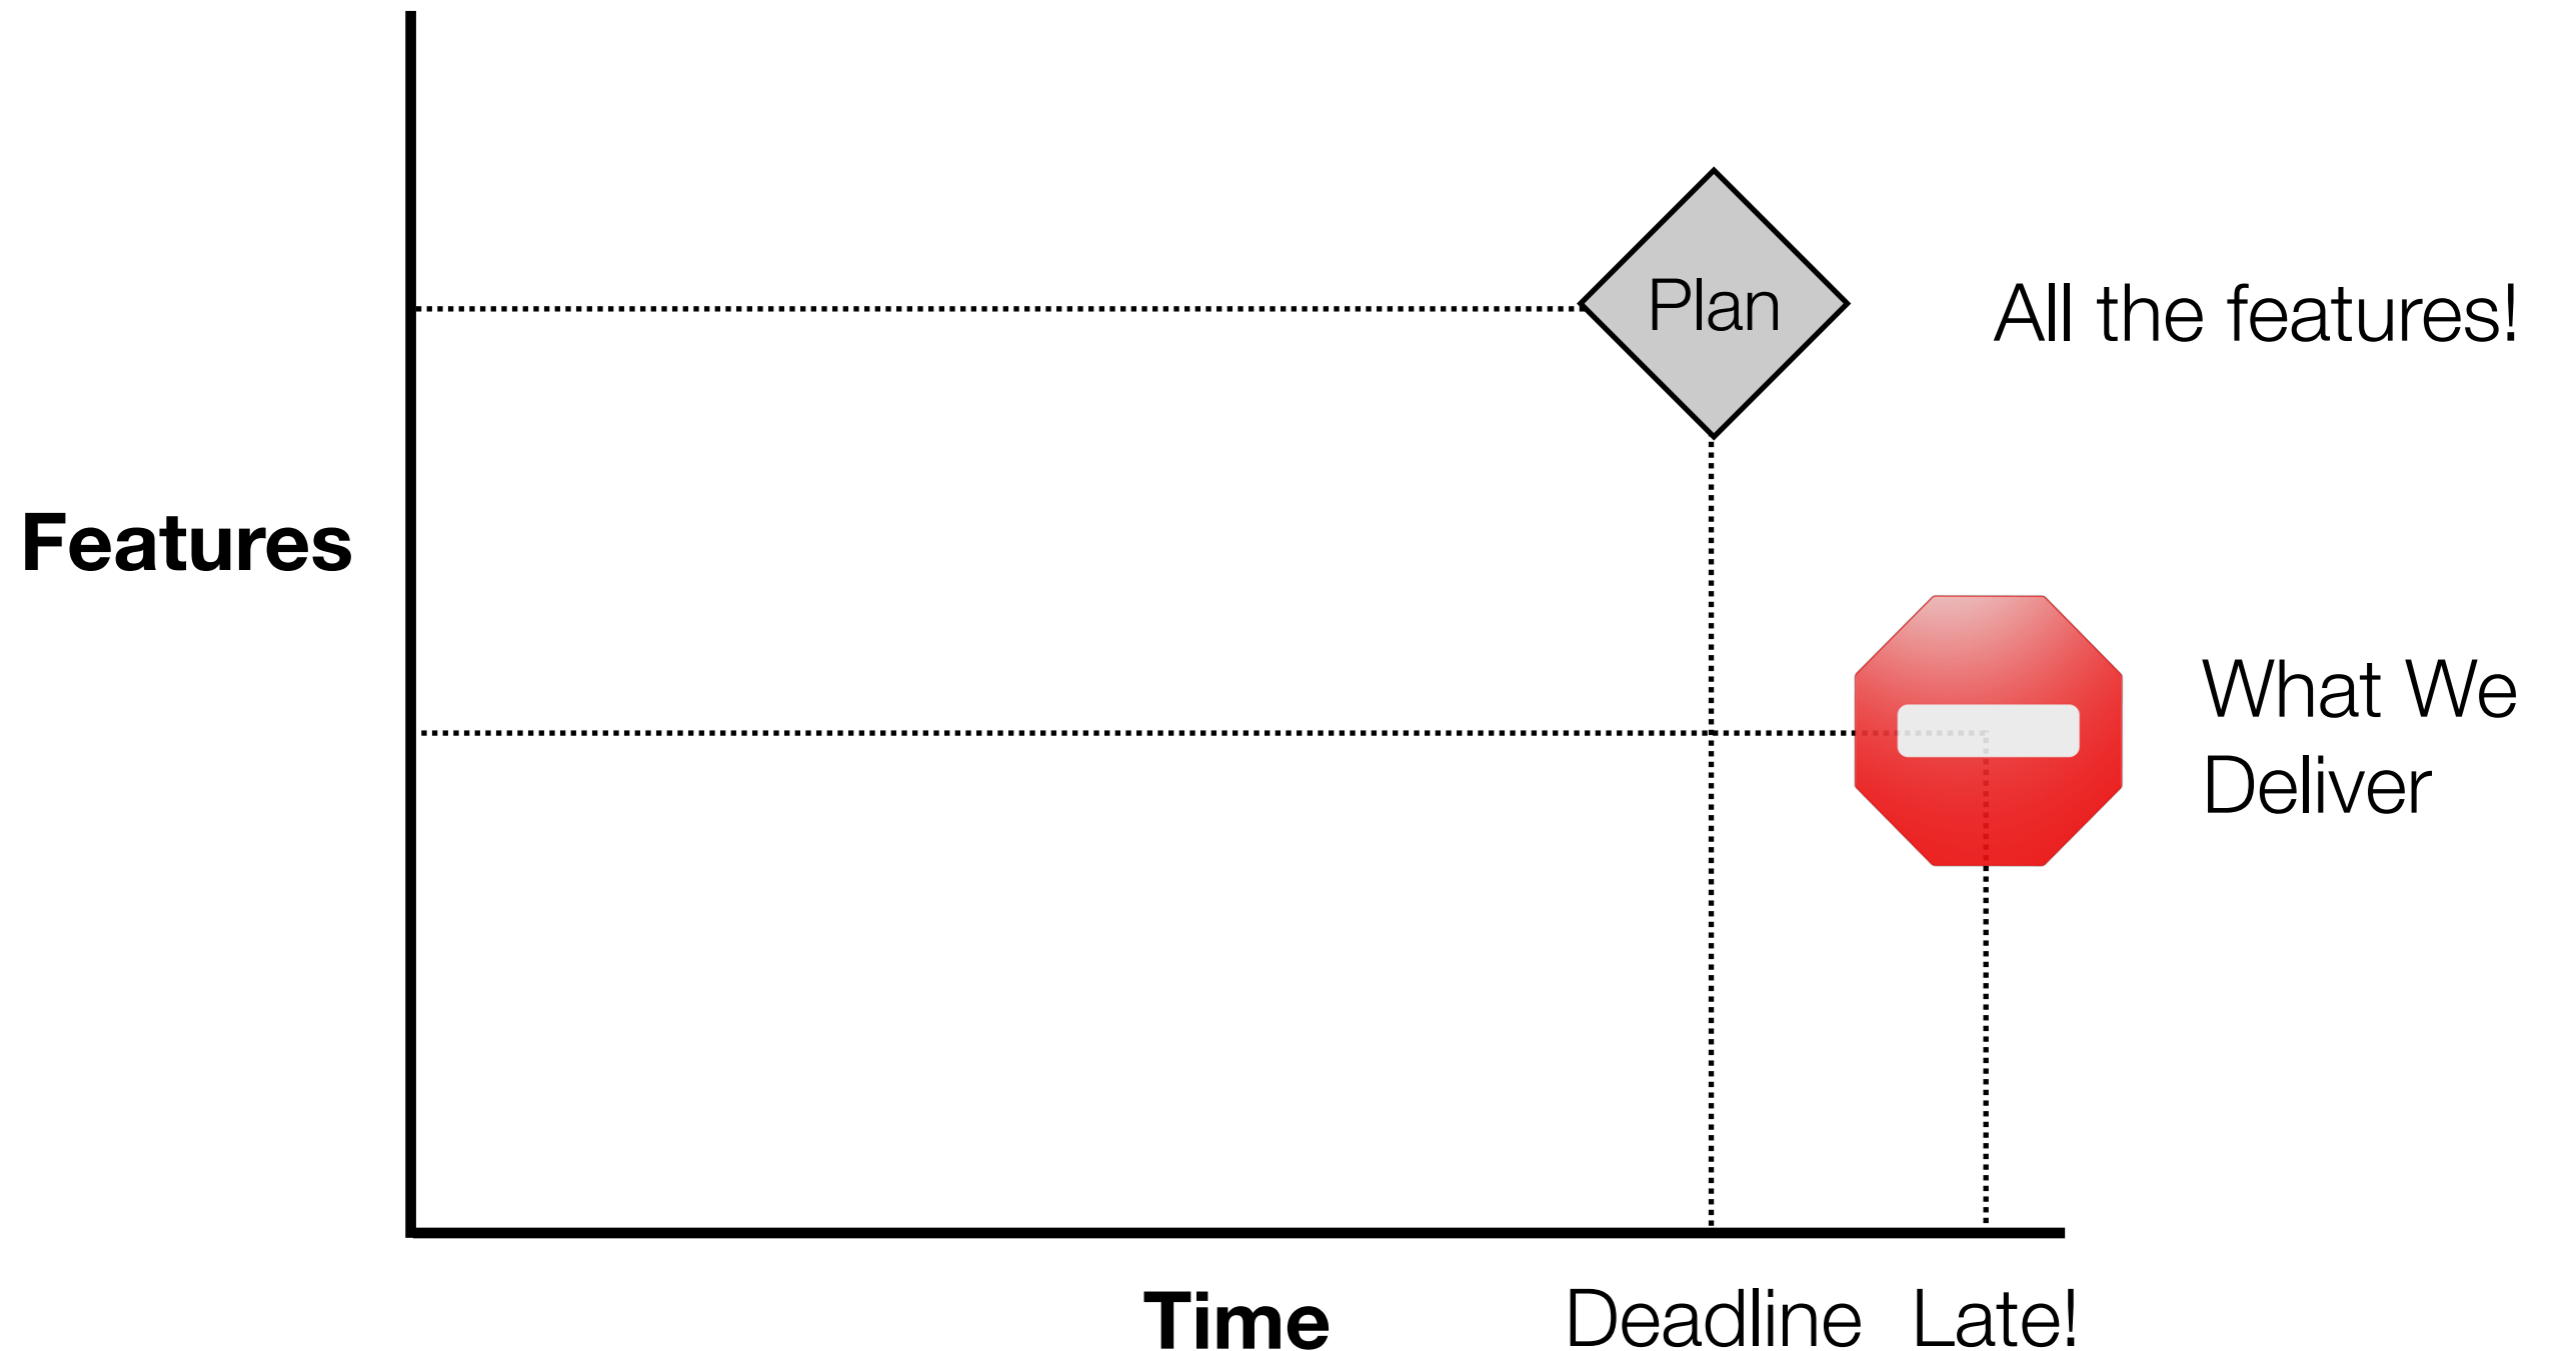 Plan
All the features!
Features
What We
Deliver
Time
Deadline
Late!